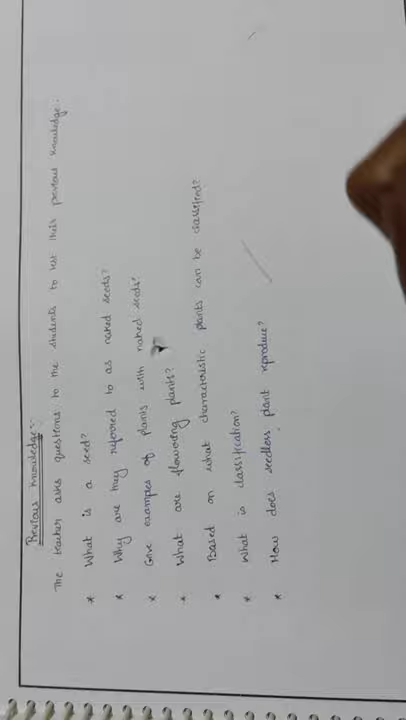 Previous Knowledge:-
The teacher asks questions to the students to test their previous knowledge:
* What is a seed?
* Why are they referred to as naked seeds?
* Give examples of plants with naked seeds?
* What are flowering plants?
* Based on what characteristic plants can be classified?
* What is classification?
* How does seedless plant reproduce?